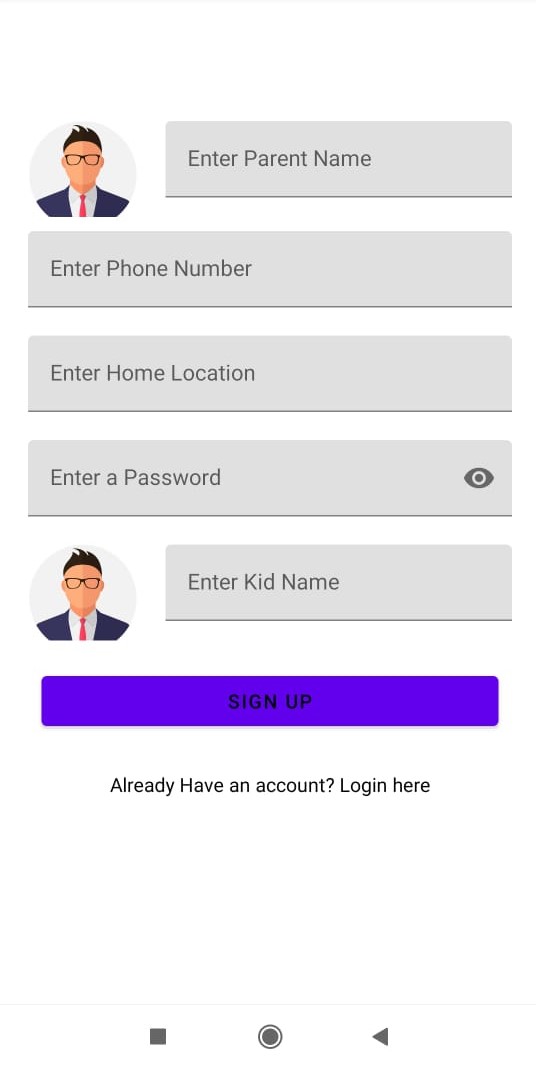 Enter Parent Name
Enter Phone Number
Enter Home Location
Enter a Password
Enter Kid Name
SIGN UP
Already Have an account? Login here